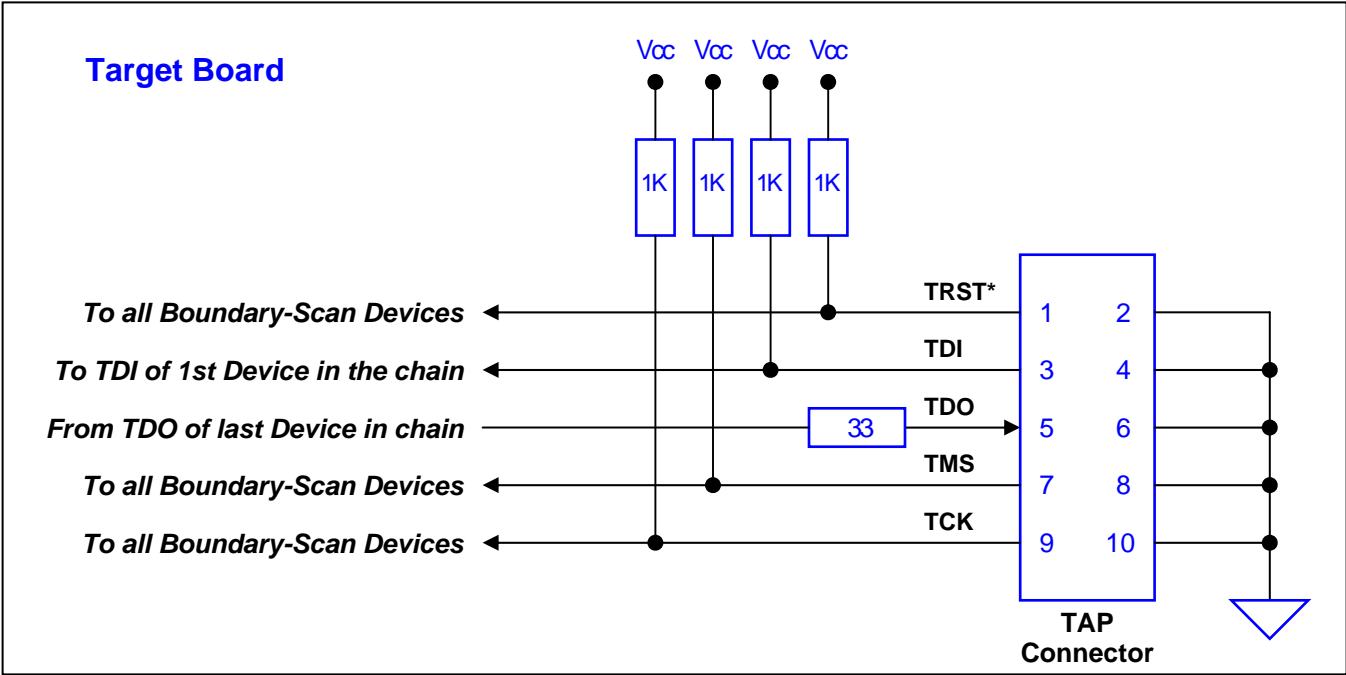 Target Board
Vcc Vcc Vcc Vcc
1K 1K 1K 1K
To all Boundary-Scan Devices TRST* 1 2
To TDI of 1st Device in the chain TDI 3 4
From TDO of last Device in chain 33 TDO 5 6
To all Boundary-Scan Devices TMS 7 8
To all Boundary-Scan Devices TCK 9 10
TAP
Connector